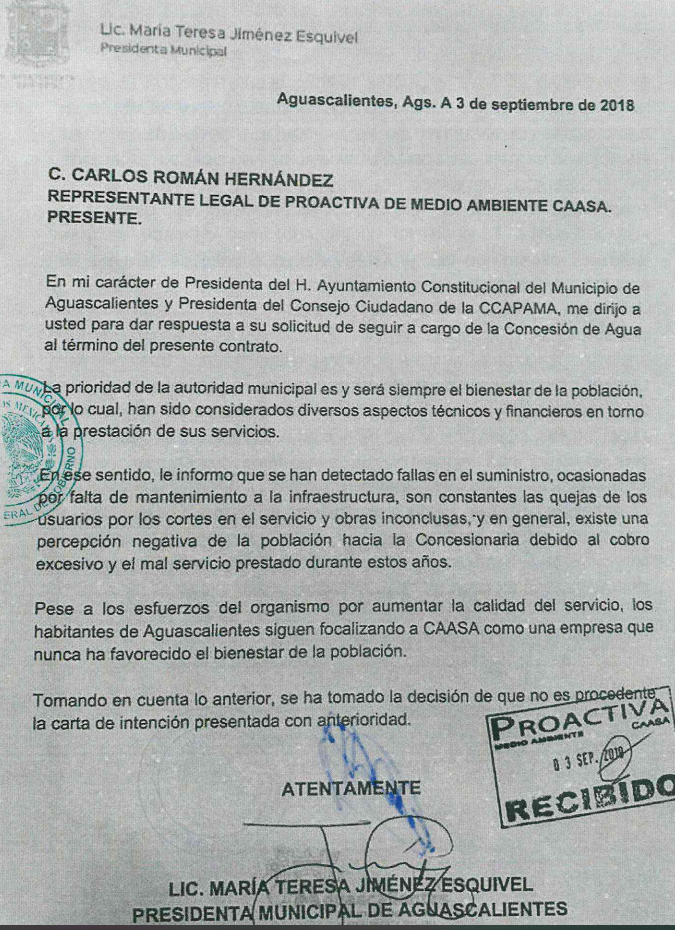 Lic. María Teresa Jiménez Esquivel
Presidenta Municipal
Aguascalientes, Ags. A 3 de septiembre de 2018
C. CARLOS ROMÁN HERNÁNDEZ
REPRESENTANTE LEGAL DE PROACTIVA DE MEDIO AMBIENTE CAASA.
PRESENTE.
En mi carácter de Presidenta del H. Ayuntamiento Constitucional del Municipio de
Aguascalientes y Presidenta del Consejo Ciudadano de la CCAPAMA, me dirijo a
usted para dar respuesta a su solicitud de seguir a cargo de la Concesión de Agua
al término del presente contrato.
La prioridad de la autoridad municipal es y será siempre el bienestar de la población,
por lo cual, han sido considerados diversos aspectos técnicos y financieros en torno
a la prestación de sus servicios.
En ese sentido, le informo que se han detectado fallas en el suministro, ocasionadas
por falta de mantenimiento a la infraestructura, son constantes las quejas de los
usuarios por los cortes en el servicio y obras inconclusas, y en general, existe una
percepción negativa de la población hacia la Concesionaria debido al cobro
excesivo y el mal servicio prestado durante estos años.
Pese a los esfuerzos del organismo por aumentar la calidad del servicio, los
habitantes de Aguascalientes siguen focalizando a CAASA como una empresa que
nunca ha favorecido el bienestar de la población.
Tomando en cuenta lo anterior, se ha tomado la decisión de que no es procedente
la carta de intención presentada con anterioridad.
PROACTIVA
MEDIO AMBIENTE CAASA
03 SEP. 2018
RECIBIDO
ATENTAMENTE
LIC. MARÍA TERESA JIMÉNEZ ESQUIVEL
PRESIDENTA MUNICIPAL DE AGUASCALIENTES